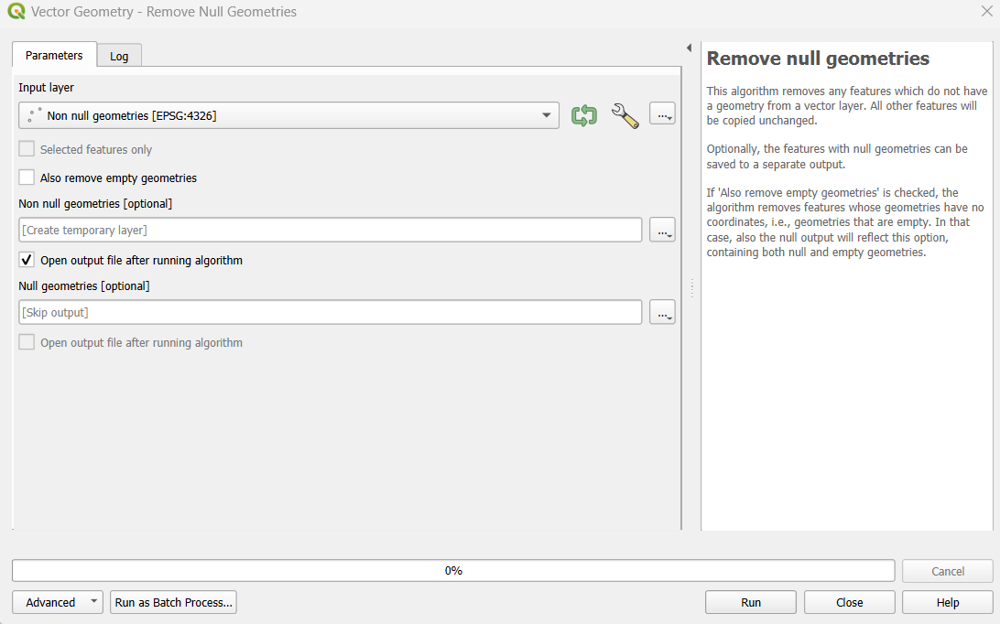 Vector Geometry - Remove Null Geometries
Parameters
Log
Input layer
Non null geometries [EPSG:4326]
...
Selected features only
Also remove empty geometries
Non null geometries [optional]
[Create temporary layer]
...
Open output file after running algorithm
Null geometries [optional]
[Skip output]
...
Open output file after running algorithm
Remove null geometries
This algorithm removes any features which do not have
a geometry from a vector layer. All other features will
be copied unchanged.
Optionally, the features with null geometries can be
saved to a separate output.
If 'Also remove empty geometries' is checked, the
algorithm removes features whose geometries have no
coordinates, i.e., geometries that are empty. In that
case, also the null output will reflect this option,
containing both null and empty geometries.
0%
Cancel
Advanced
Run as Batch Process...
Run
Close
Help